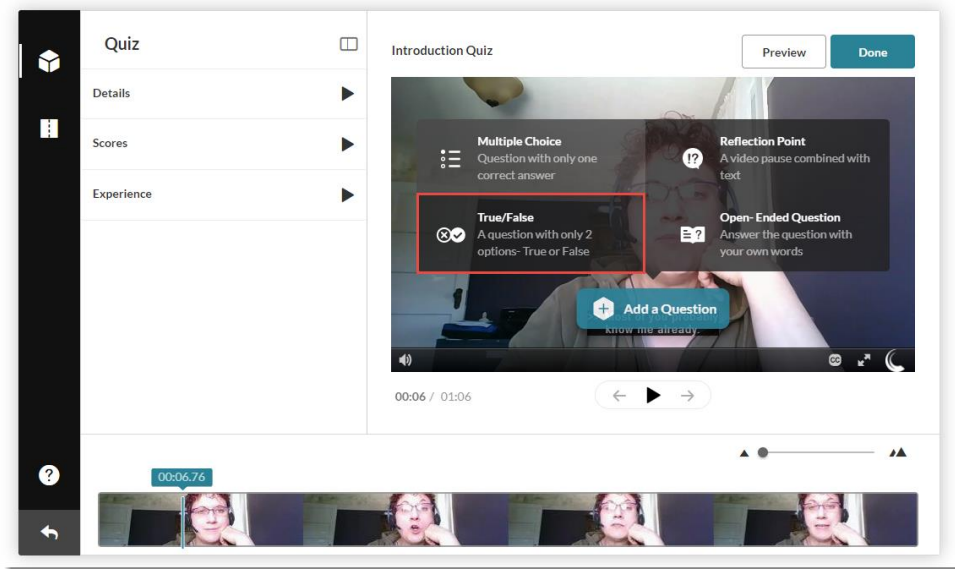 Quiz
Details
Scores
Experience
Introduction Quiz
Preview
Done
Multiple Choice
Question with only one
correct answer
Reflection Point
A video pause combined with
text
True/False
A question with only 2
options- True or False
Open- Ended Question
Answer the question with
your own words
Add a Question
know me already.
CC
00:06 / 01:06
?
00:06.76